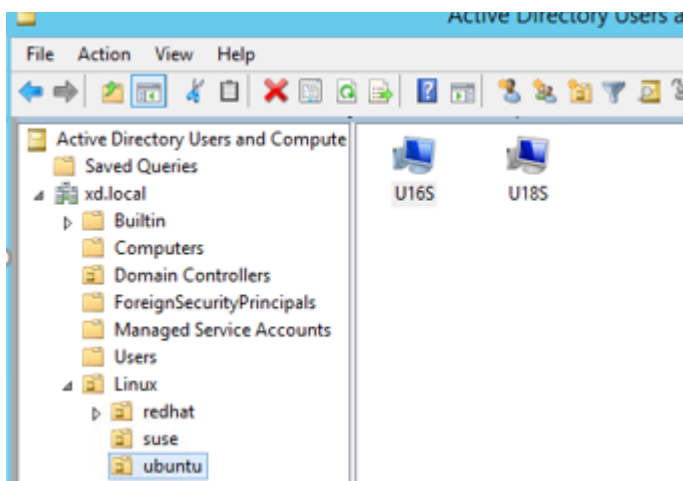 Active Directory Users a
File Action View Help
Active Directory Users and Compute
Saved Queries
xd.local
Builtin
Computers
Domain Controllers
ForeignSecurityPrincipals
Managed Service Accounts
Users
Linux
redhat
suse
ubuntu
U16S U18S